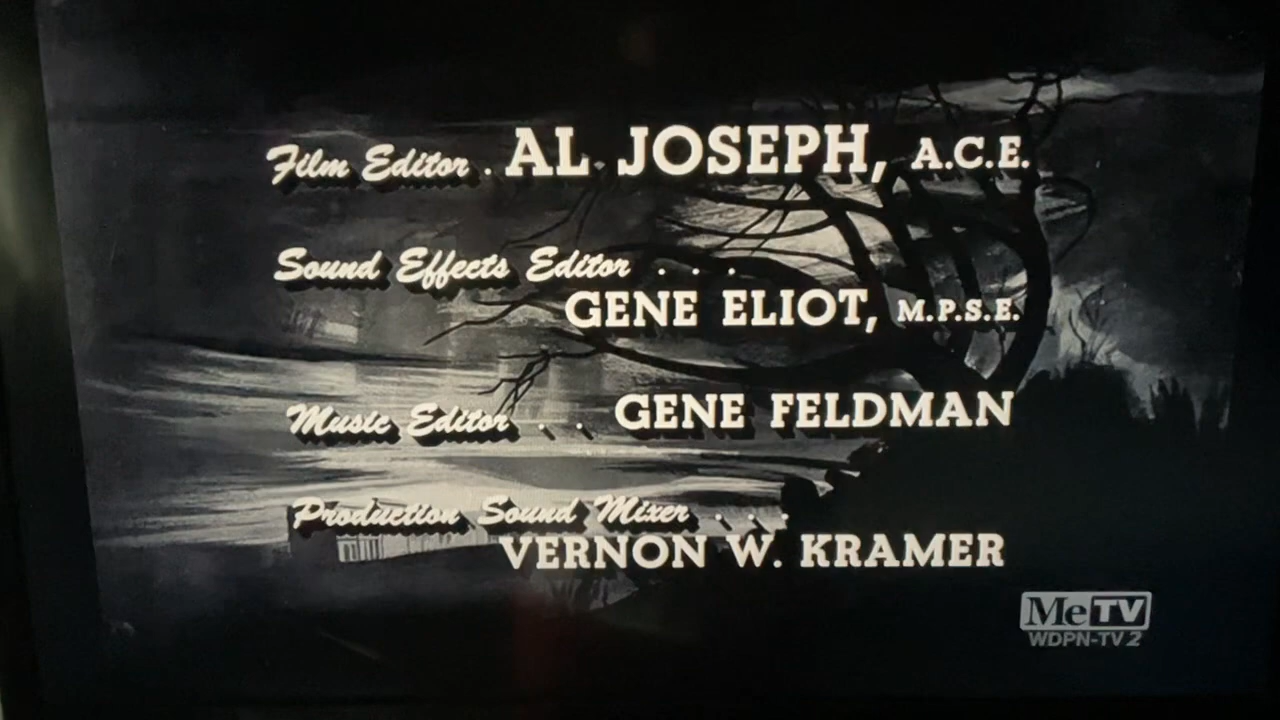 Film Editor . AL JOSEPH, A.C.E.
Sound Effects Editor . . .
GENE ELIOT, M.P.S.E.
Music Editor . . GENE FELDMAN
Production Sound Mixer . . .
VERNON W. KRAMER
MeTV
WDPN-TV 2